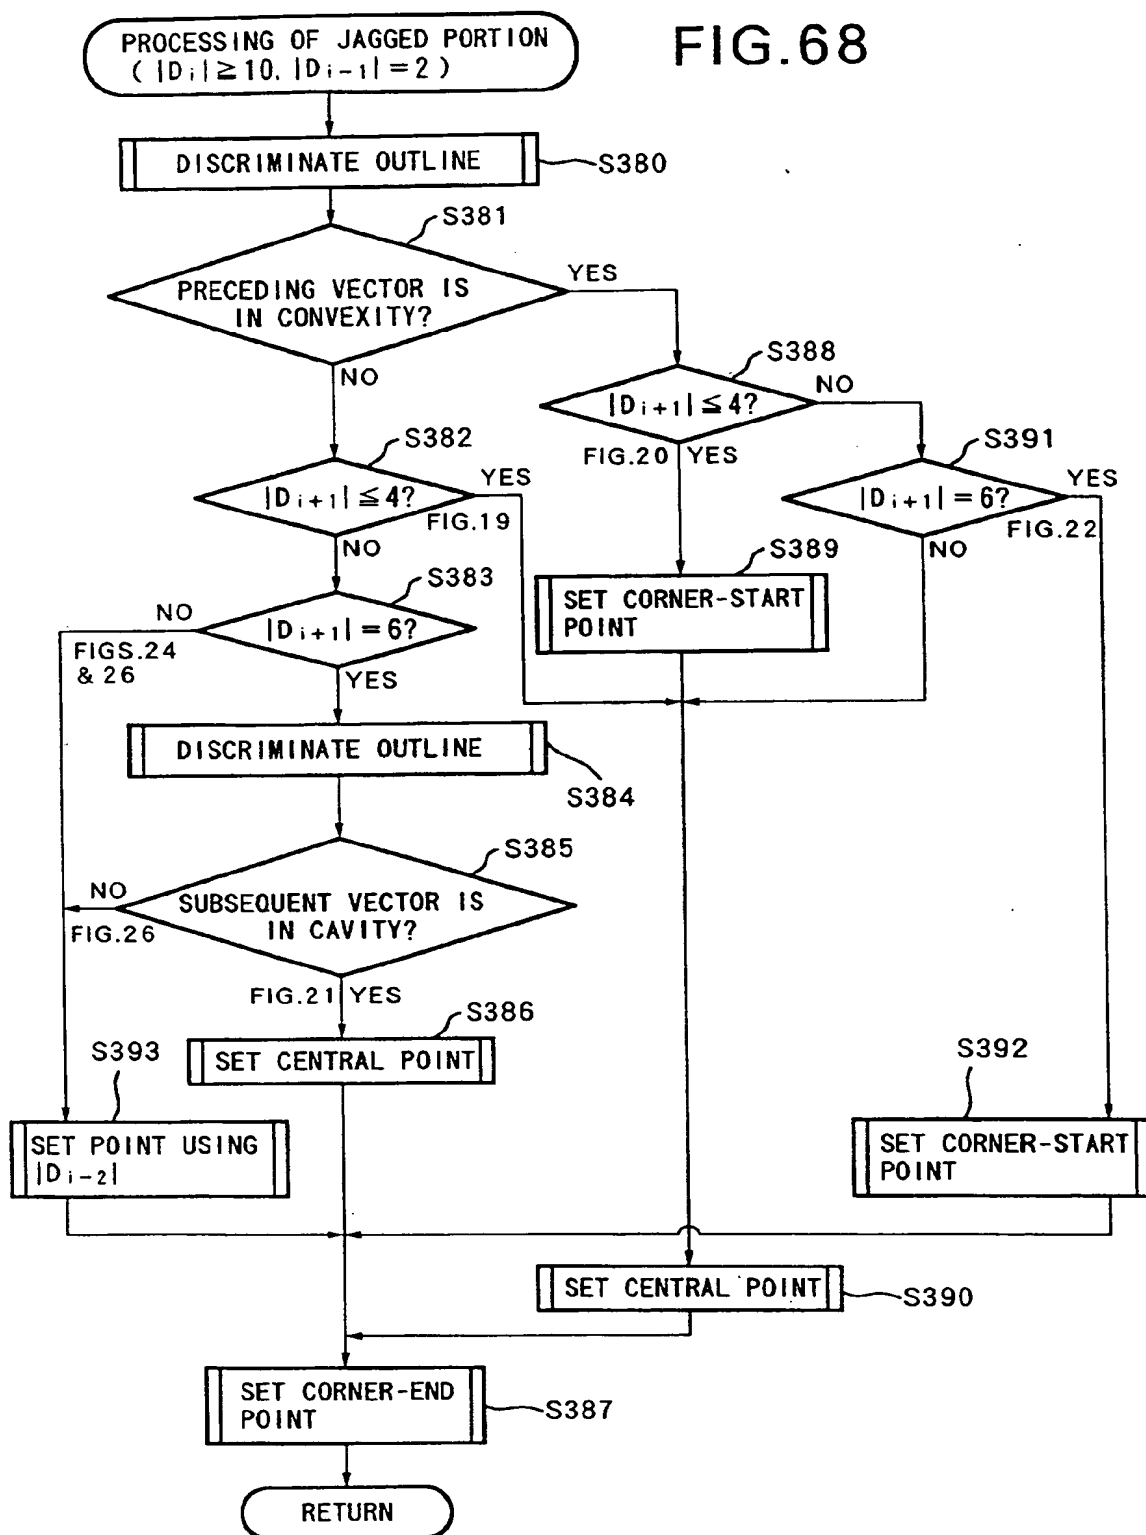 FIG.68
PROCESSING OF JAGGED PORTION
( |Di| ≧ 10, |Di−1| = 2 )
DISCRIMINATE OUTLINE
S380
S381
PRECEDING VECTOR IS
IN CONVEXITY?
YES
NO
S388
|Di+1| ≦ 4?
NO
FIG.20 YES
S382
|Di+1| ≦ 4?
YES
FIG.19
NO
S391
|Di+1| = 6?
YES
FIG.22
NO
S383
|Di+1| = 6?
NO
FIGS.24
& 26
YES
S389
SET CORNER-START
POINT
DISCRIMINATE OUTLINE
S384
S385
SUBSEQUENT VECTOR IS
IN CAVITY?
NO
FIG.26
FIG.21 YES
S386
SET CENTRAL POINT
S393
SET POINT USING
|Di−2|
S392
SET CORNER-START
POINT
SET CENTRAL POINT
S390
SET CORNER-END
POINT
S387
RETURN